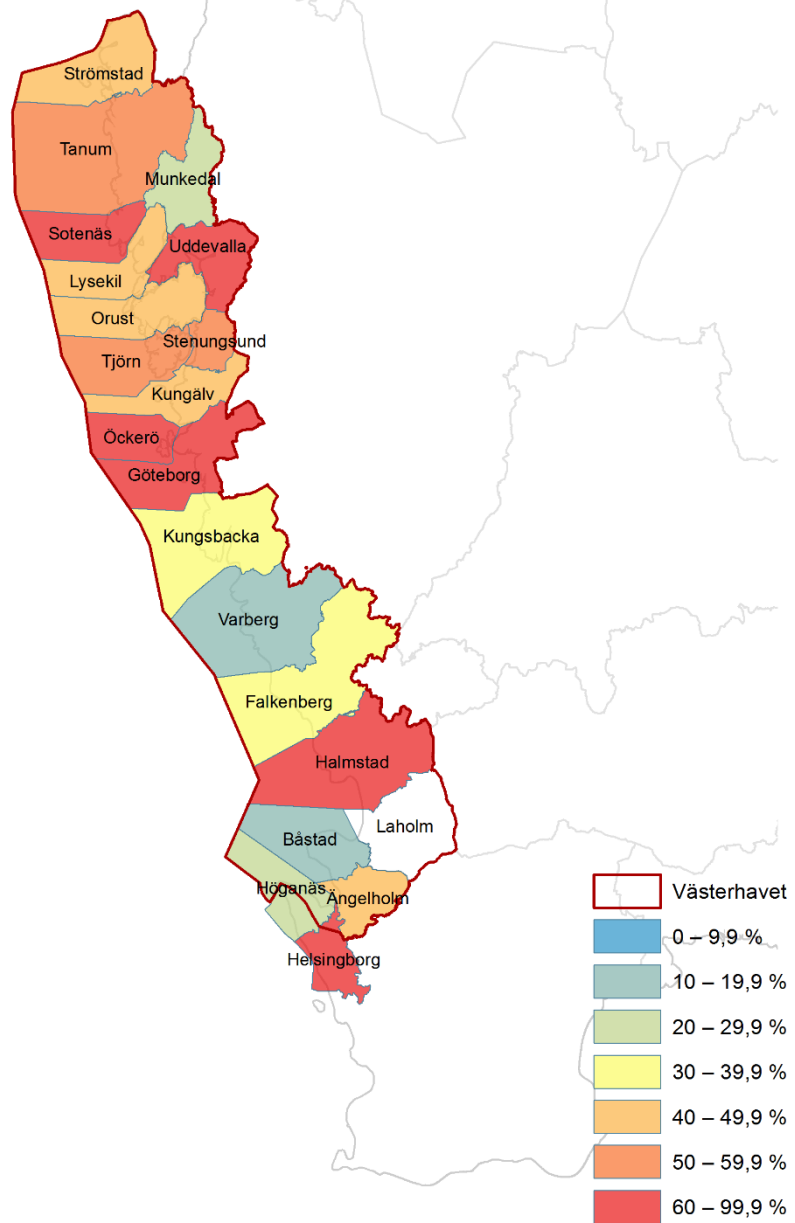 Strömstad
Tanum
Munkedal
Sotenäs
Uddevalla
Lysekil
Orust
Stenungsund
Tjörn
Kungälv
Öckerö
Göteborg
Kungsbacka
Varberg
Falkenberg
Halmstad
Laholm
Båstad
Höganäs
Ängelholm
Helsingborg
Västerhavet
0 – 9,9 %
10 – 19,9 %
20 – 29,9 %
30 – 39,9 %
40 – 49,9 %
50 – 59,9 %
60 – 99,9 %